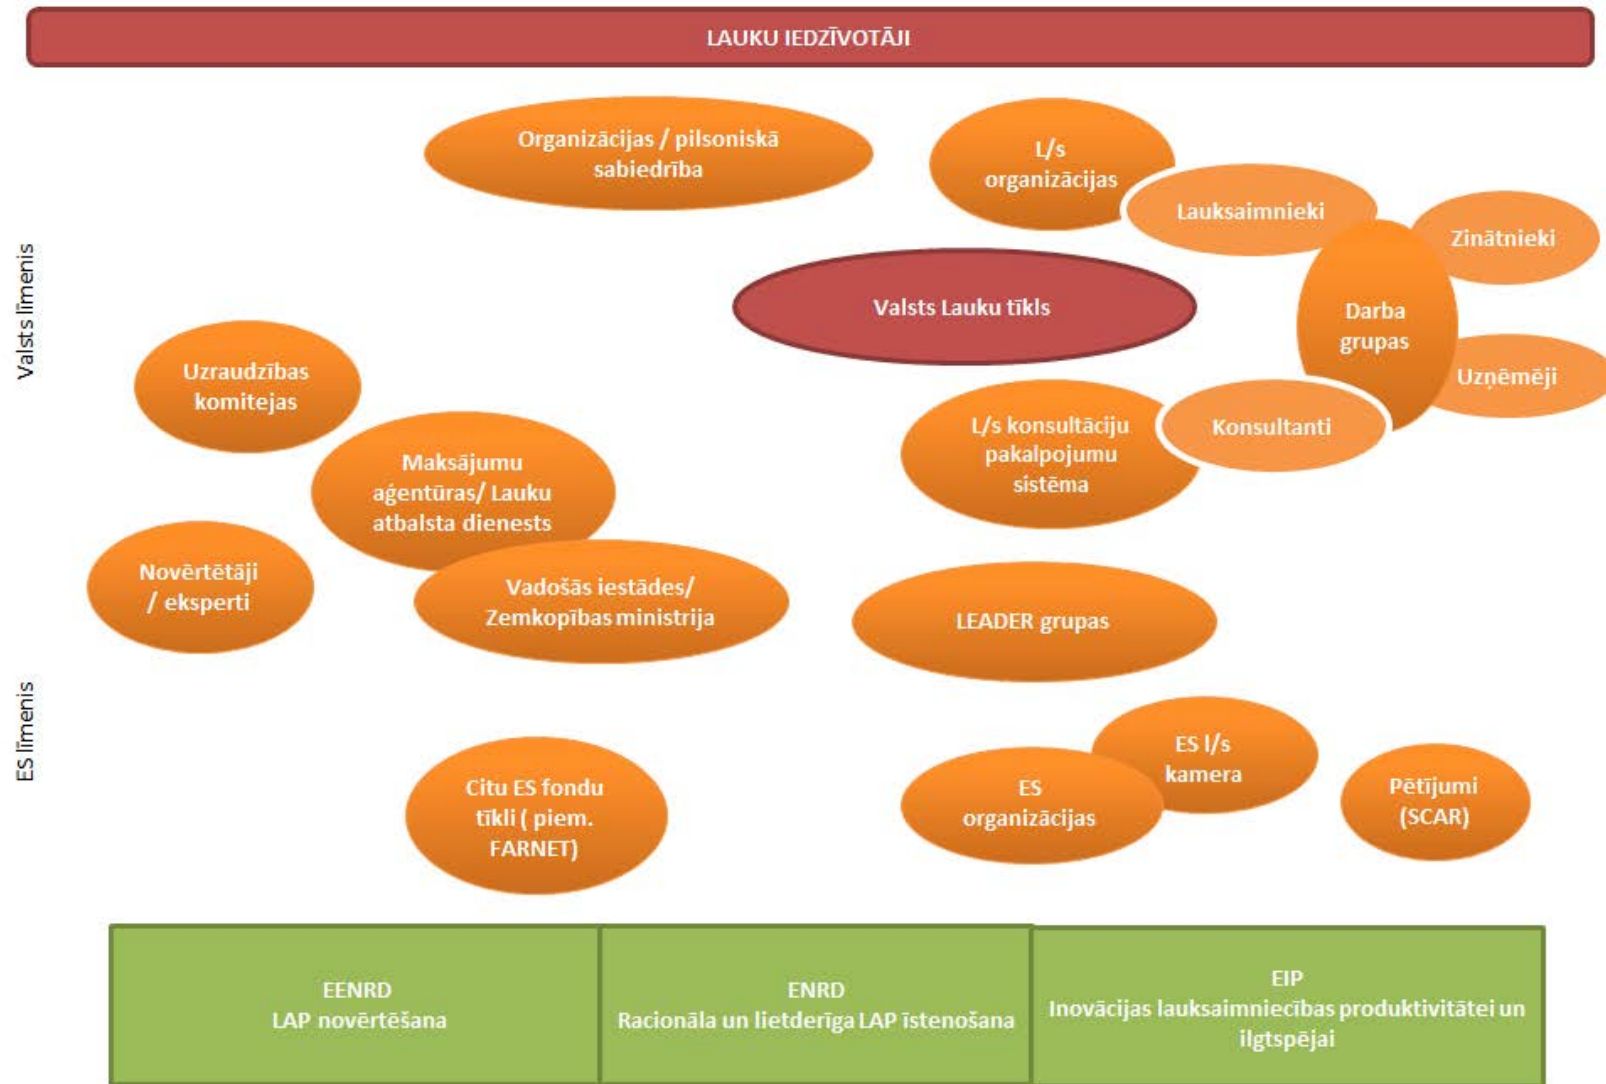 LAUKU IEDZĪVOTĀJI
Organizācijas / pilsoniskā
sabiedrība
L/s
organizācijas
Lauksaimnieki
Zinātnieki
Valsts līmenis
Valsts Lauku tīkls
Darba
grupas
Uzraudzības
komitejas
Uzņēmēji
L/s konsultāciju
pakalpojumu
sistēma
Konsultanti
Maksājumu
aģentūras/ Lauku
atbalsta dienests
Novērtētāji
/ eksperti
Vadošās iestādes/
Zemkopības ministrija
LEADER grupas
ES līmenis
ES l/s
kamera
Citu ES fondu
tīkli ( piem.
FARNET)
ES
organizācijas
Pētījumi
(SCAR)
EENRD
LAP novērtēšana
ENRD
Racionāla un lietderīga LAP īstenošana
EIP
Inovācijas lauksaimniecības produktivitātei un
ilgtspējai